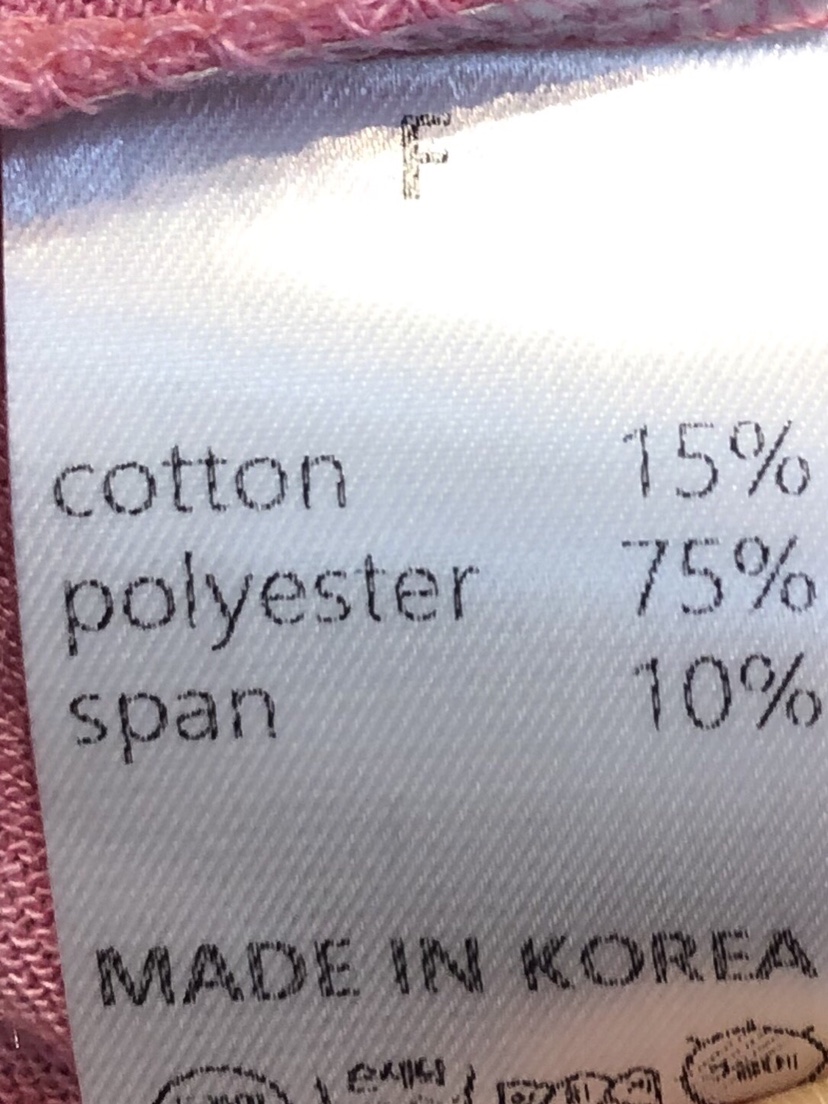 F
cotton 15%
polyester 75%
span 10%
MADE IN KOREA